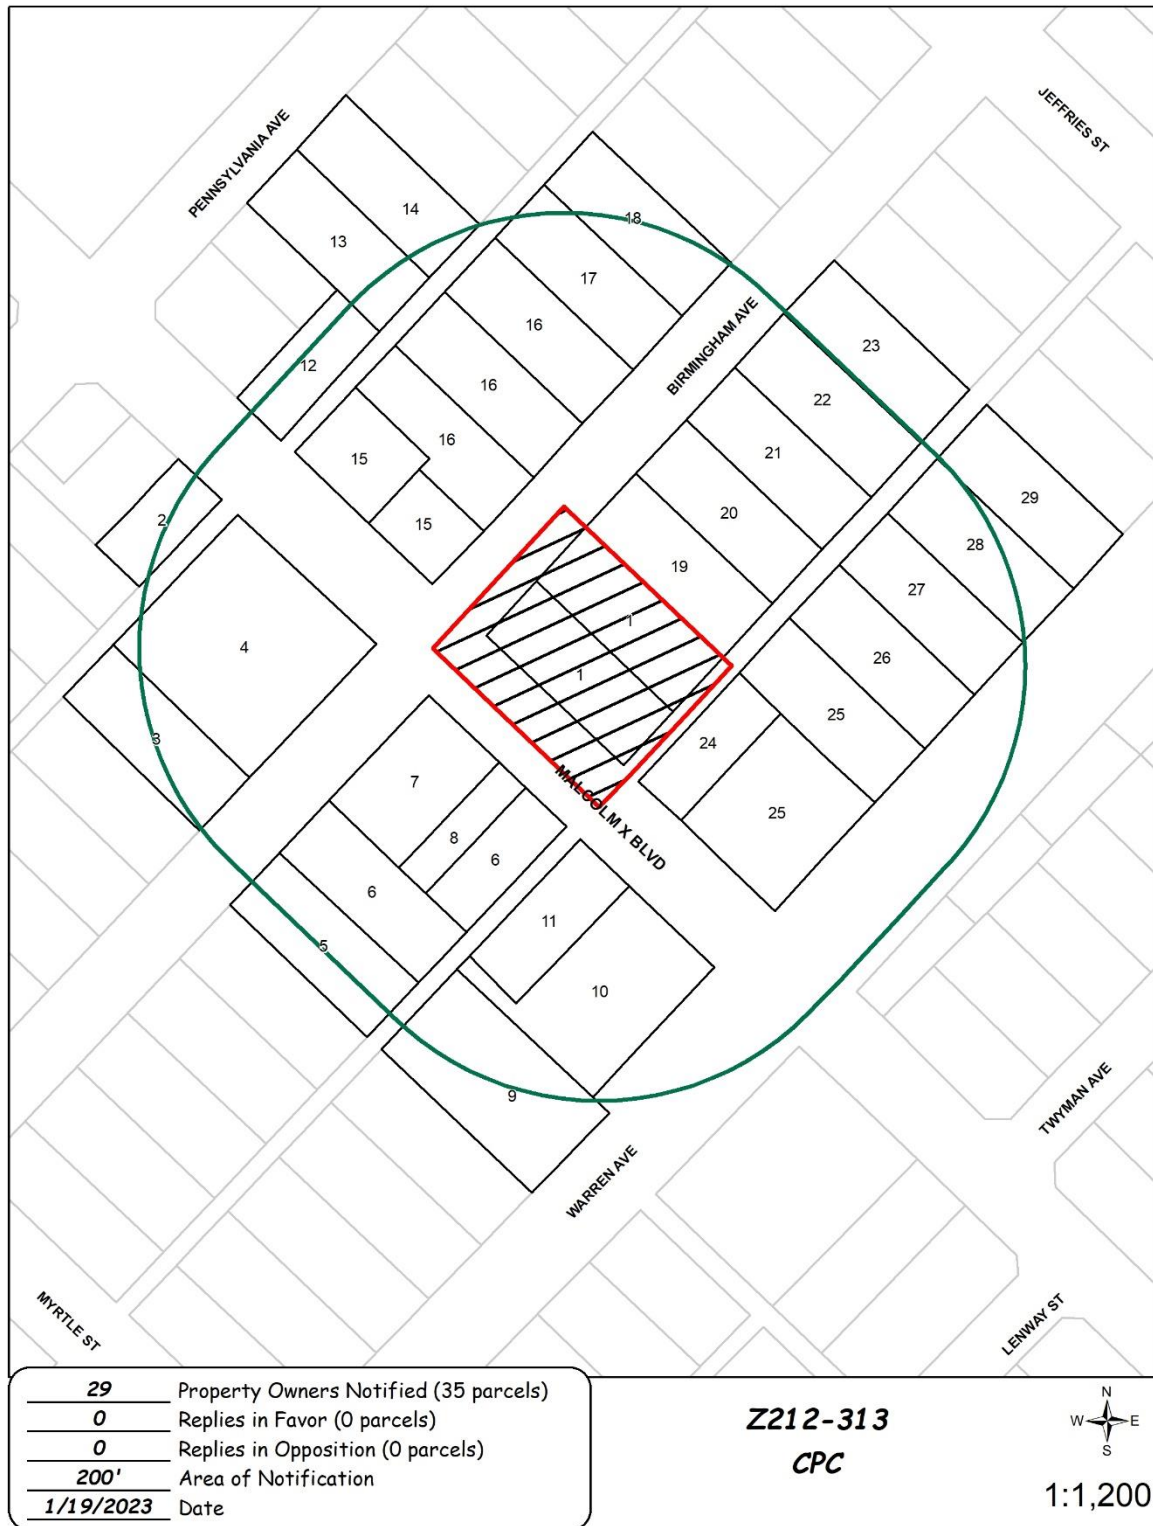 PENNSYLVANIA AVE
JEFFRIES ST
14
13
18
17
16
BIRMINGHAM AVE
23
12
16
22
16
21
15
29
2
20
15
28
19
27
1
4
26
1
25
3
24
7
MALCOLM X BLVD
25
8
6
6
11
5
10
9
TWYMAN AVE
WARREN AVE
MYRTLE ST
LENWAY ST
29 Property Owners Notified (35 parcels)
0 Replies in Favor (0 parcels)
0 Replies in Opposition (0 parcels)
200' Area of Notification
1/19/2023 Date
Z212-313
CPC
N
W E
S
1:1,200